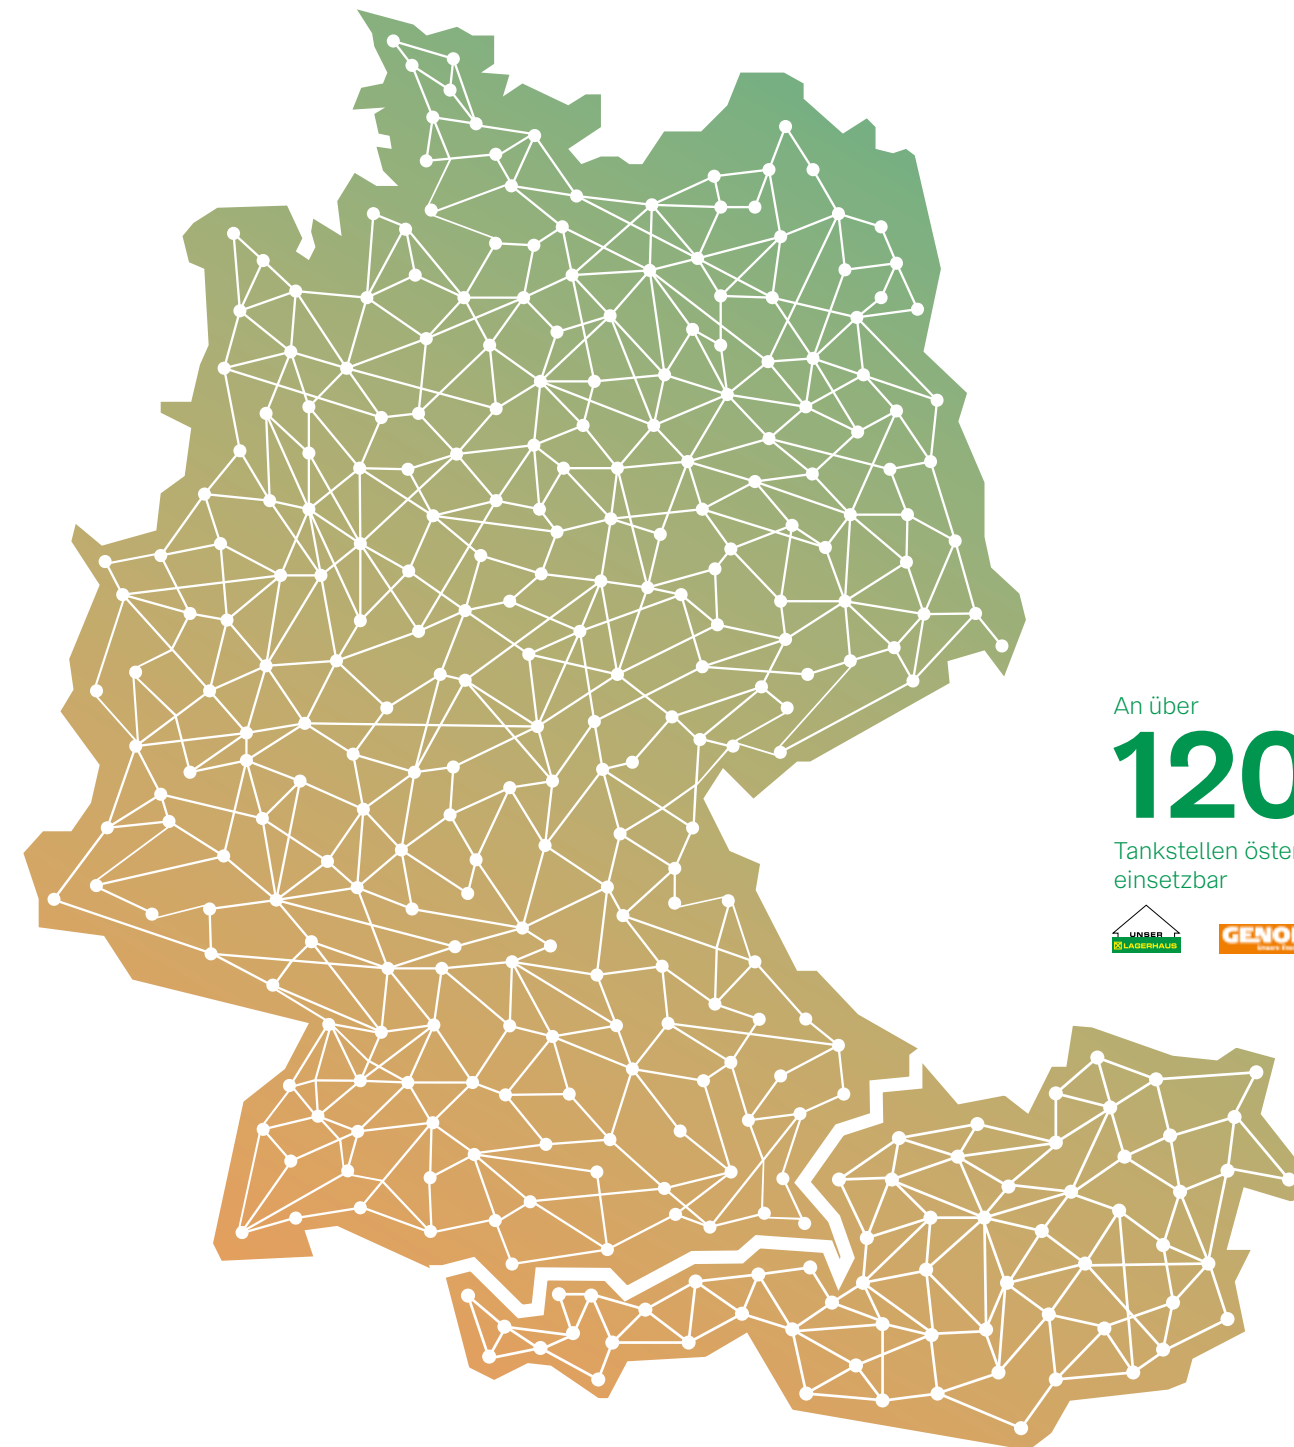 An über
120
Tankstellen öster
einsetzbar
UNSER
LAGERHAUS
GENO